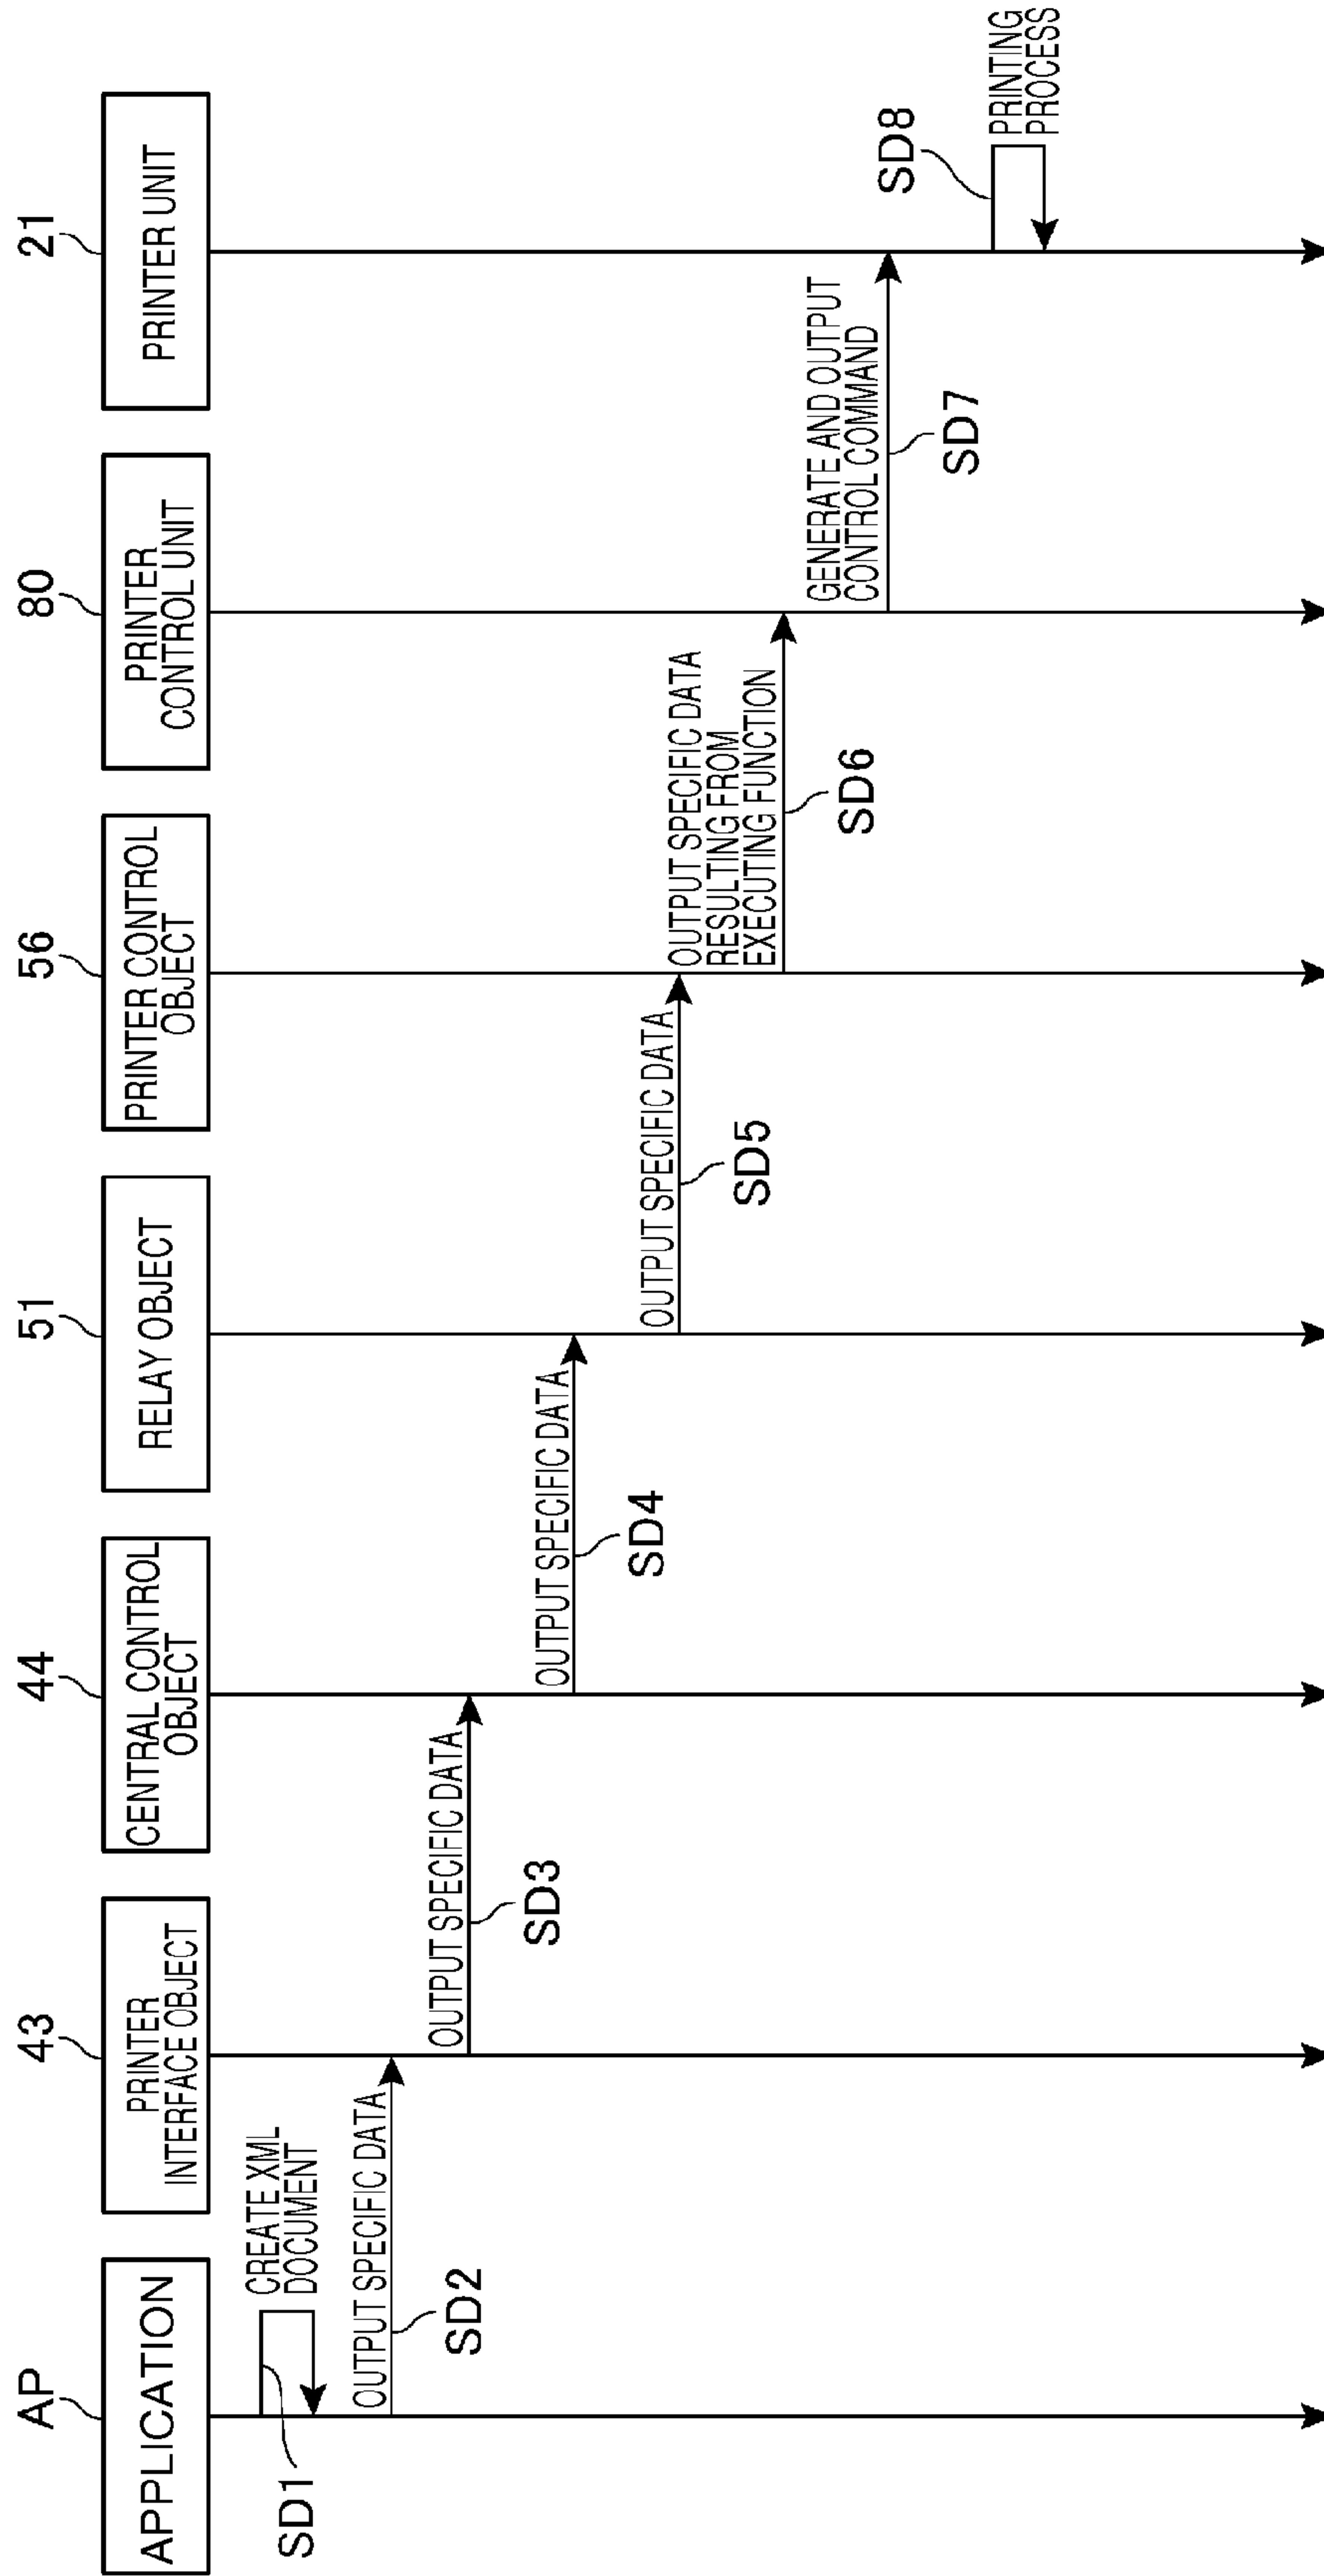 AP
APPLICATION
43
PRINTER
INTERFACE OBJECT
44
CENTRAL CONTROL
OBJECT
51
RELAY OBJECT
56
PRINTER CONTROL
OBJECT
80
PRINTER
CONTROL UNIT
21
PRINTER UNIT
SD1
CREATE XML
DOCUMENT
OUTPUT SPECIFIC DATA
SD2
OUTPUT SPECIFIC DATA
SD3
OUTPUT SPECIFIC DATA
SD4
OUTPUT SPECIFIC DATA
SD5
OUTPUT SPECIFIC DATA
RESULTING FROM
EXECUTING FUNCTION
SD6
GENERATE AND OUTPUT
CONTROL COMMAND
SD7
SD8
PRINTING
PROCESS